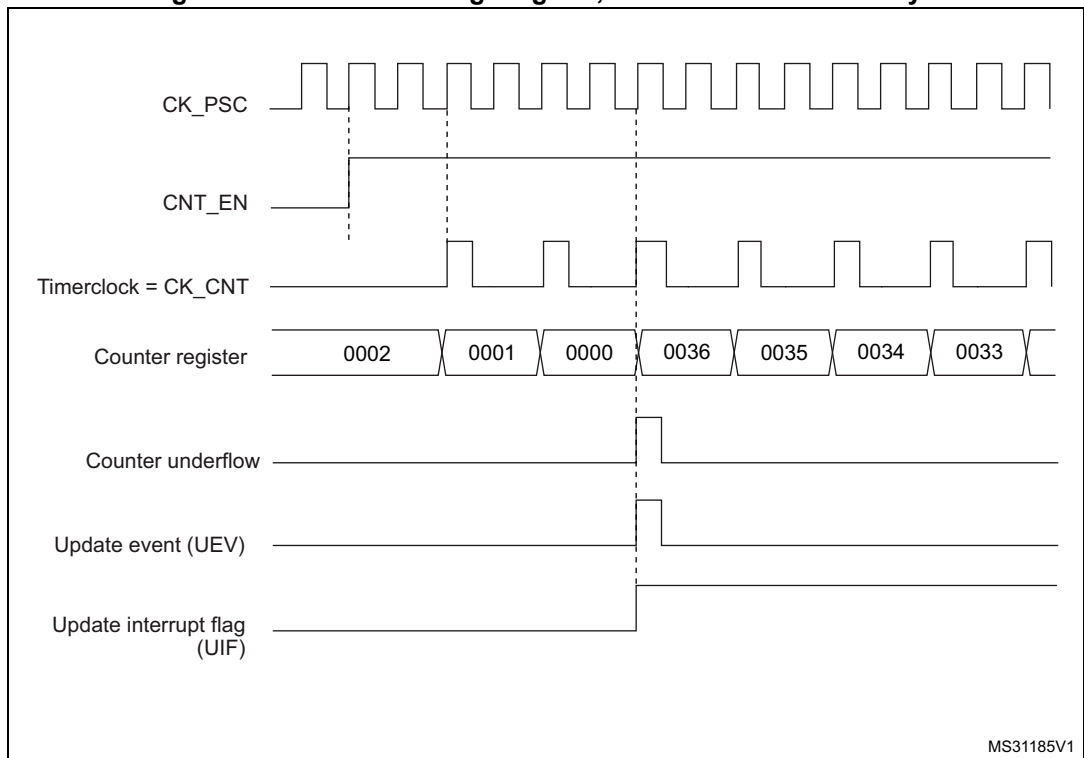 CK_PSC
CNT_EN
Timerclock = CK_CNT
Counter register
0002
0001
0000
0036
0035
0034
0033
Counter underflow
Update event (UEV)
Update interrupt flag
(UIF)
MS31185V1